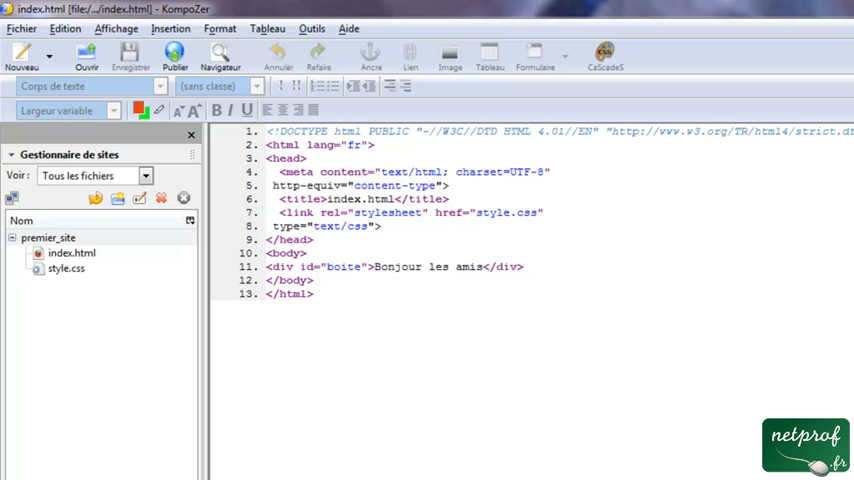 index.html [file:/.../index.html] - KompoZer
Fichier Edition Affichage Insertion Format Tableau Outils Aide
Nouveau Ouvrir Enregistrer Publier Navigateur Annuler Refaire Ancre Lien Image Tableau Formulaire CaScadeS
Corps de texte (sans classe)
Largeur variable
Gestionnaire de sites
Voir : Tous les fichiers
Nom
premier_site
index.html
style.css
1. <!DOCTYPE html PUBLIC "-//W3C//DTD HTML 4.01//EN" "http://www.w3.org/TR/html4/strict.dt
2. <html lang="fr">
3. <head>
4. <meta content="text/html; charset=UTF-8"
5. http-equiv="content-type">
6. <title>index.html</title>
7. <link rel="stylesheet" href="style.css"
8. type="text/css">
9. </head>
10. <body>
11. <div id="boite">Bonjour les amis</div>
12. </body>
13. </html>
netprof
.fr